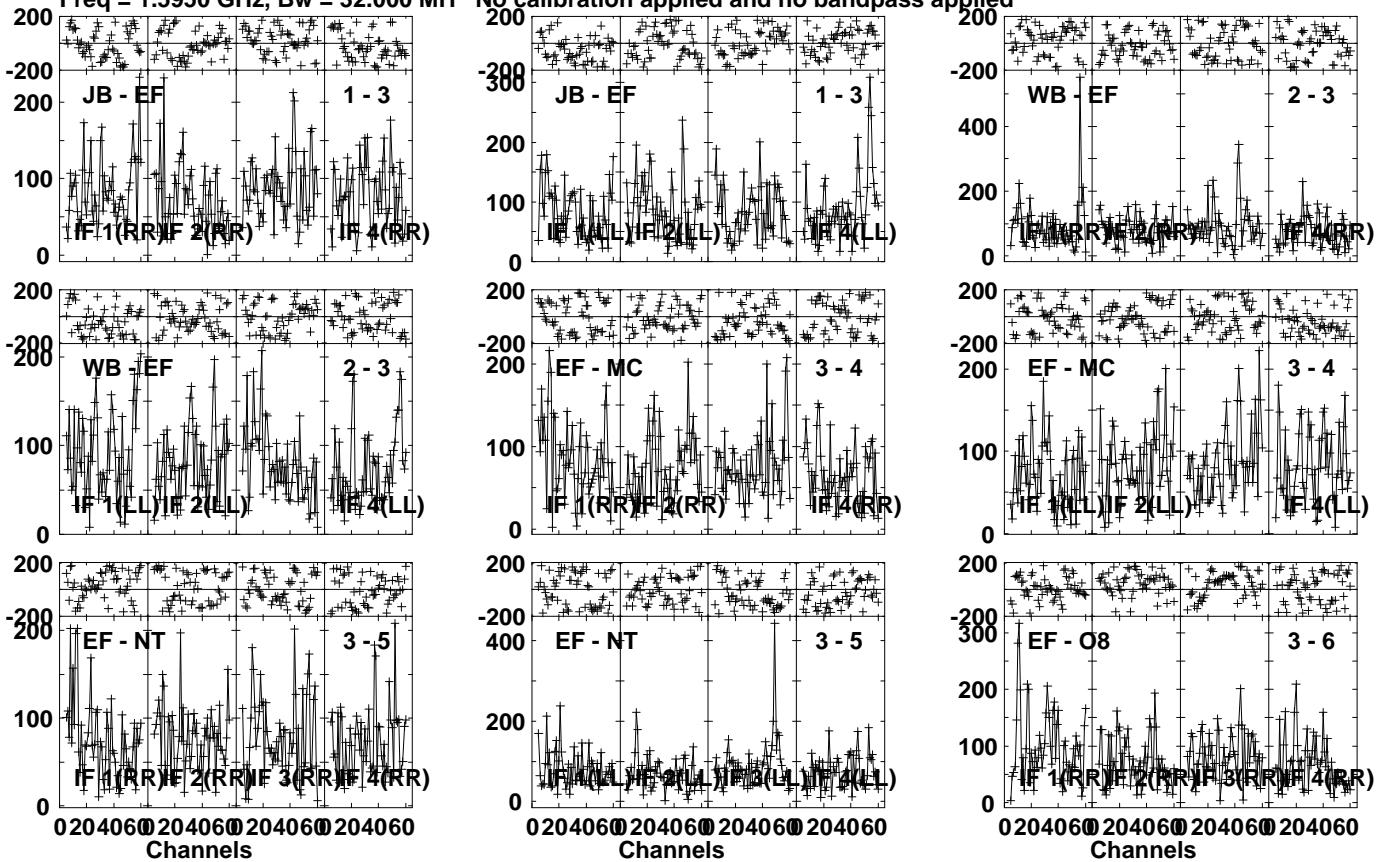 Freq = 1.5950 GHz, Bw = 32.000 MH No calibration applied and no bandpass applied
200
-200
200
100
0
JB - EF
1 - 3
IF 1(RR)
IF 2(RR)
IF 4(RR)
200
-200
300
200
100
0
JB - EF
1 - 3
IF 1(LL)
IF 2(LL)
IF 4(LL)
200
-200
400
200
0
WB - EF
2 - 3
IF 1(RR)
IF 2(RR)
IF 4(RR)
200
-200
200
100
0
WB - EF
2 - 3
IF 1(LL)
IF 2(LL)
IF 4(LL)
200
-200
200
100
0
EF - MC
3 - 4
IF 1(RR)
IF 2(RR)
IF 4(RR)
200
-200
200
100
0
EF - MC
3 - 4
IF 1(LL)
IF 2(LL)
IF 4(LL)
200
-200
200
100
0
EF - NT
3 - 5
IF 1(RR)
IF 2(RR)
IF 3(RR)
IF 4(RR)
0 20 40 60 0 20 40 60 0 20 40 60 0 20 40 60
Channels
200
-200
400
200
0
EF - NT
3 - 5
IF 1(LL)
IF 2(LL)
IF 3(LL)
IF 4(LL)
0 20 40 60 0 20 40 60 0 20 40 60 0 20 40 60
Channels
200
-200
300
200
100
0
EF - O8
3 - 6
IF 1(RR)
IF 2(RR)
IF 3(RR)
IF 4(RR)
0 20 40 60 0 20 40 60 0 20 40 60 0 20 40 60
Channels